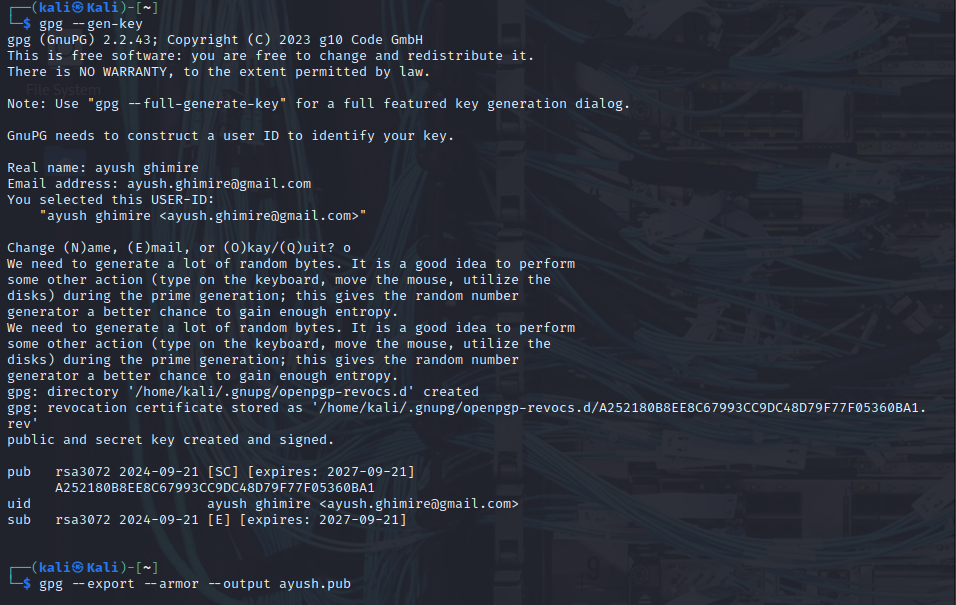 ┌──(kali㉿Kali)-[~]
└─$ gpg --gen-key
gpg (GnuPG) 2.2.43; Copyright (C) 2023 g10 Code GmbH
This is free software: you are free to change and redistribute it.
There is NO WARRANTY, to the extent permitted by law.
File System
Note: Use "gpg --full-generate-key" for a full featured key generation dialog.
GnuPG needs to construct a user ID to identify your key.
Real name: ayush ghimire
Email address: ayush.ghimire@gmail.com
You selected this USER-ID:
    "ayush ghimire <ayush.ghimire@gmail.com>"
Change (N)ame, (E)mail, or (O)kay/(Q)uit? o
We need to generate a lot of random bytes. It is a good idea to perform
some other action (type on the keyboard, move the mouse, utilize the
disks) during the prime generation; this gives the random number
generator a better chance to gain enough entropy.
We need to generate a lot of random bytes. It is a good idea to perform
some other action (type on the keyboard, move the mouse, utilize the
disks) during the prime generation; this gives the random number
generator a better chance to gain enough entropy.
gpg: directory '/home/kali/.gnupg/openpgp-revocs.d' created
gpg: revocation certificate stored as '/home/kali/.gnupg/openpgp-revocs.d/A252180B8EE8C67993CC9DC48D79F77F05360BA1.
rev'
public and secret key created and signed.
pub   rsa3072 2024-09-21 [SC] [expires: 2027-09-21]
      A252180B8EE8C67993CC9DC48D79F77F05360BA1
uid                      ayush ghimire <ayush.ghimire@gmail.com>
sub   rsa3072 2024-09-21 [E] [expires: 2027-09-21]
┌──(kali㉿Kali)-[~]
└─$ gpg --export --armor --output ayush.pub